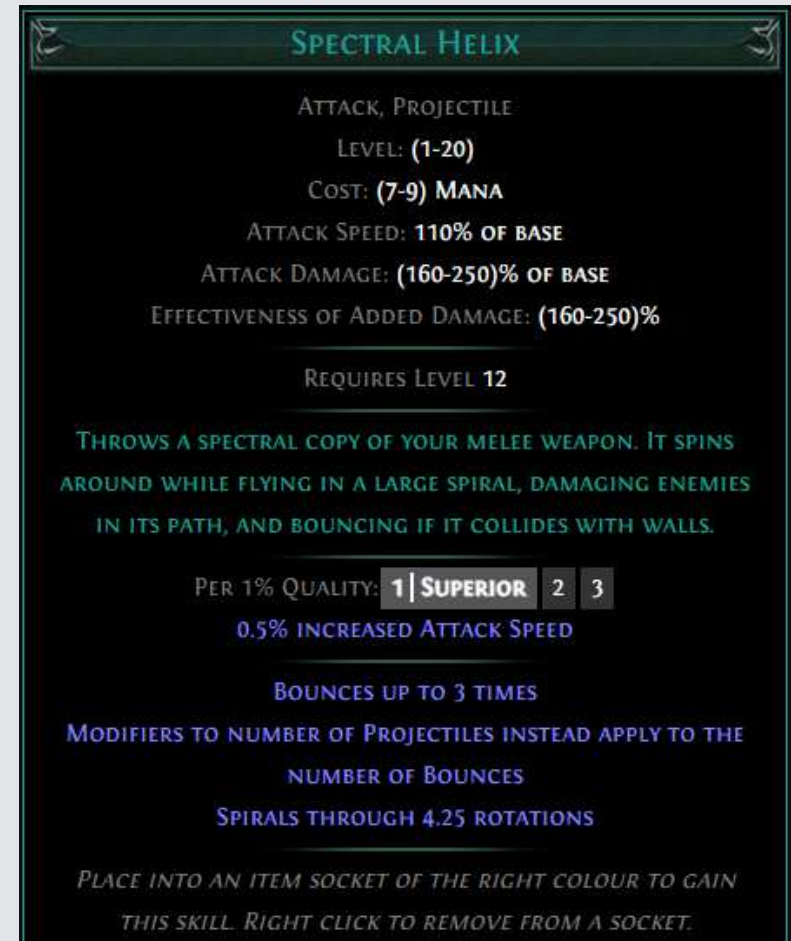 Spectral Helix
Attack, Projectile
Level: (1-20)
Cost: (7-9) Mana
Attack Speed: 110% of base
Attack Damage: (160-250)% of base
Effectiveness of Added Damage: (160-250)%
Requires Level 12
Throws a spectral copy of your melee weapon. It spins
around while flying in a large spiral, damaging enemies
in its path, and bouncing if it collides with walls.
Per 1% Quality: 1 | Superior 2 3
0.5% increased Attack Speed
Bounces up to 3 times
Modifiers to number of Projectiles instead apply to the
number of Bounces
Spirals through 4.25 rotations
Place into an item socket of the right colour to gain
this skill. Right click to remove from a socket.